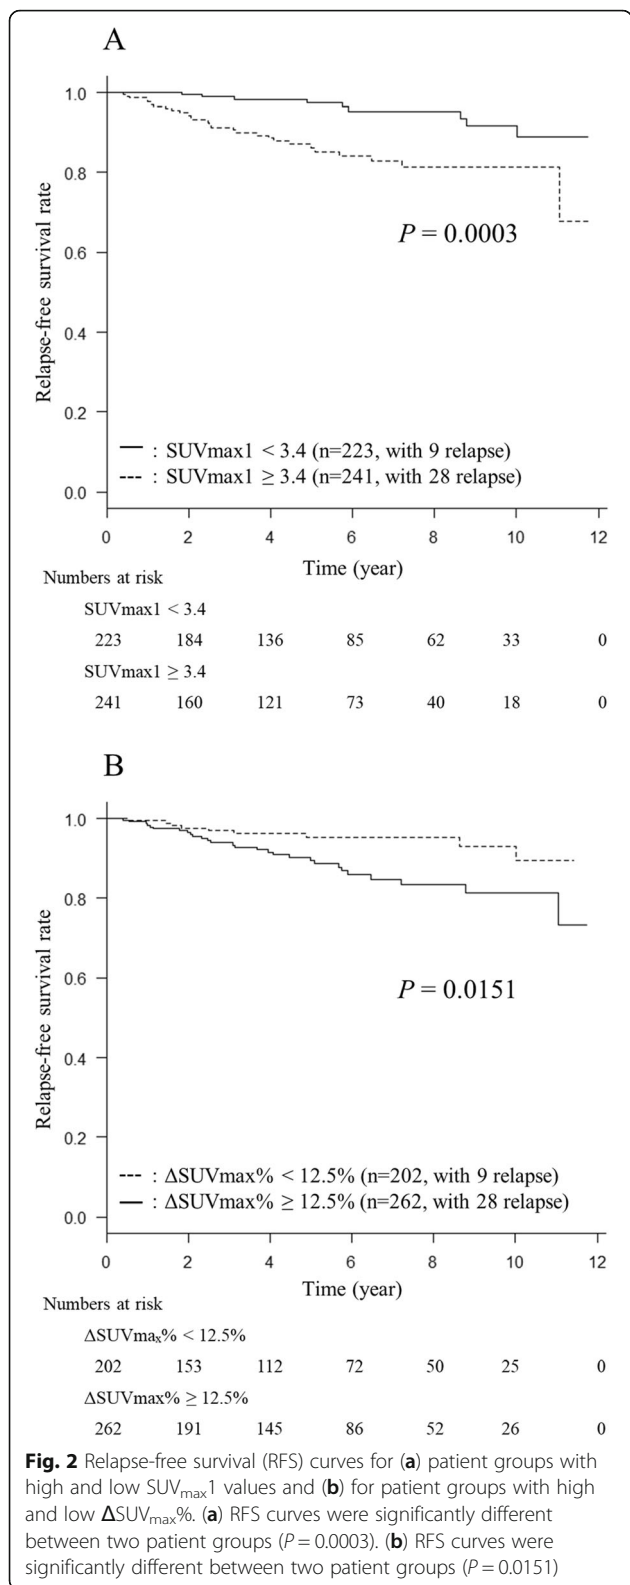 A
1.0
0.8
0.6
0.4
0.2
0.0
Relapse-free survival rate
P = 0.0003
— : SUVmax1 < 3.4 (n=223, with 9 relapse)
---- : SUVmax1 ≥ 3.4 (n=241, with 28 relapse)
0 2 4 6 8 10 12
Time (year)
Numbers at risk
SUVmax1 < 3.4
223 184 136 85 62 33 0
SUVmax1 ≥ 3.4
241 160 121 73 40 18 0
B
1.0
0.8
0.6
0.4
0.2
0.0
Relapse-free survival rate
P = 0.0151
---- : ΔSUVmax% < 12.5% (n=202, with 9 relapse)
— : ΔSUVmax% ≥ 12.5% (n=262, with 28 relapse)
0 2 4 6 8 10 12
Time (year)
Numbers at risk
ΔSUVmax% < 12.5%
202 153 112 72 50 25 0
ΔSUVmax% ≥ 12.5%
262 191 145 86 52 26 0
Fig. 2 Relapse-free survival (RFS) curves for (a) patient groups with
high and low SUVmax1 values and (b) for patient groups with high
and low ΔSUVmax%. (a) RFS curves were significantly different
between two patient groups (P = 0.0003). (b) RFS curves were
significantly different between two patient groups (P = 0.0151)